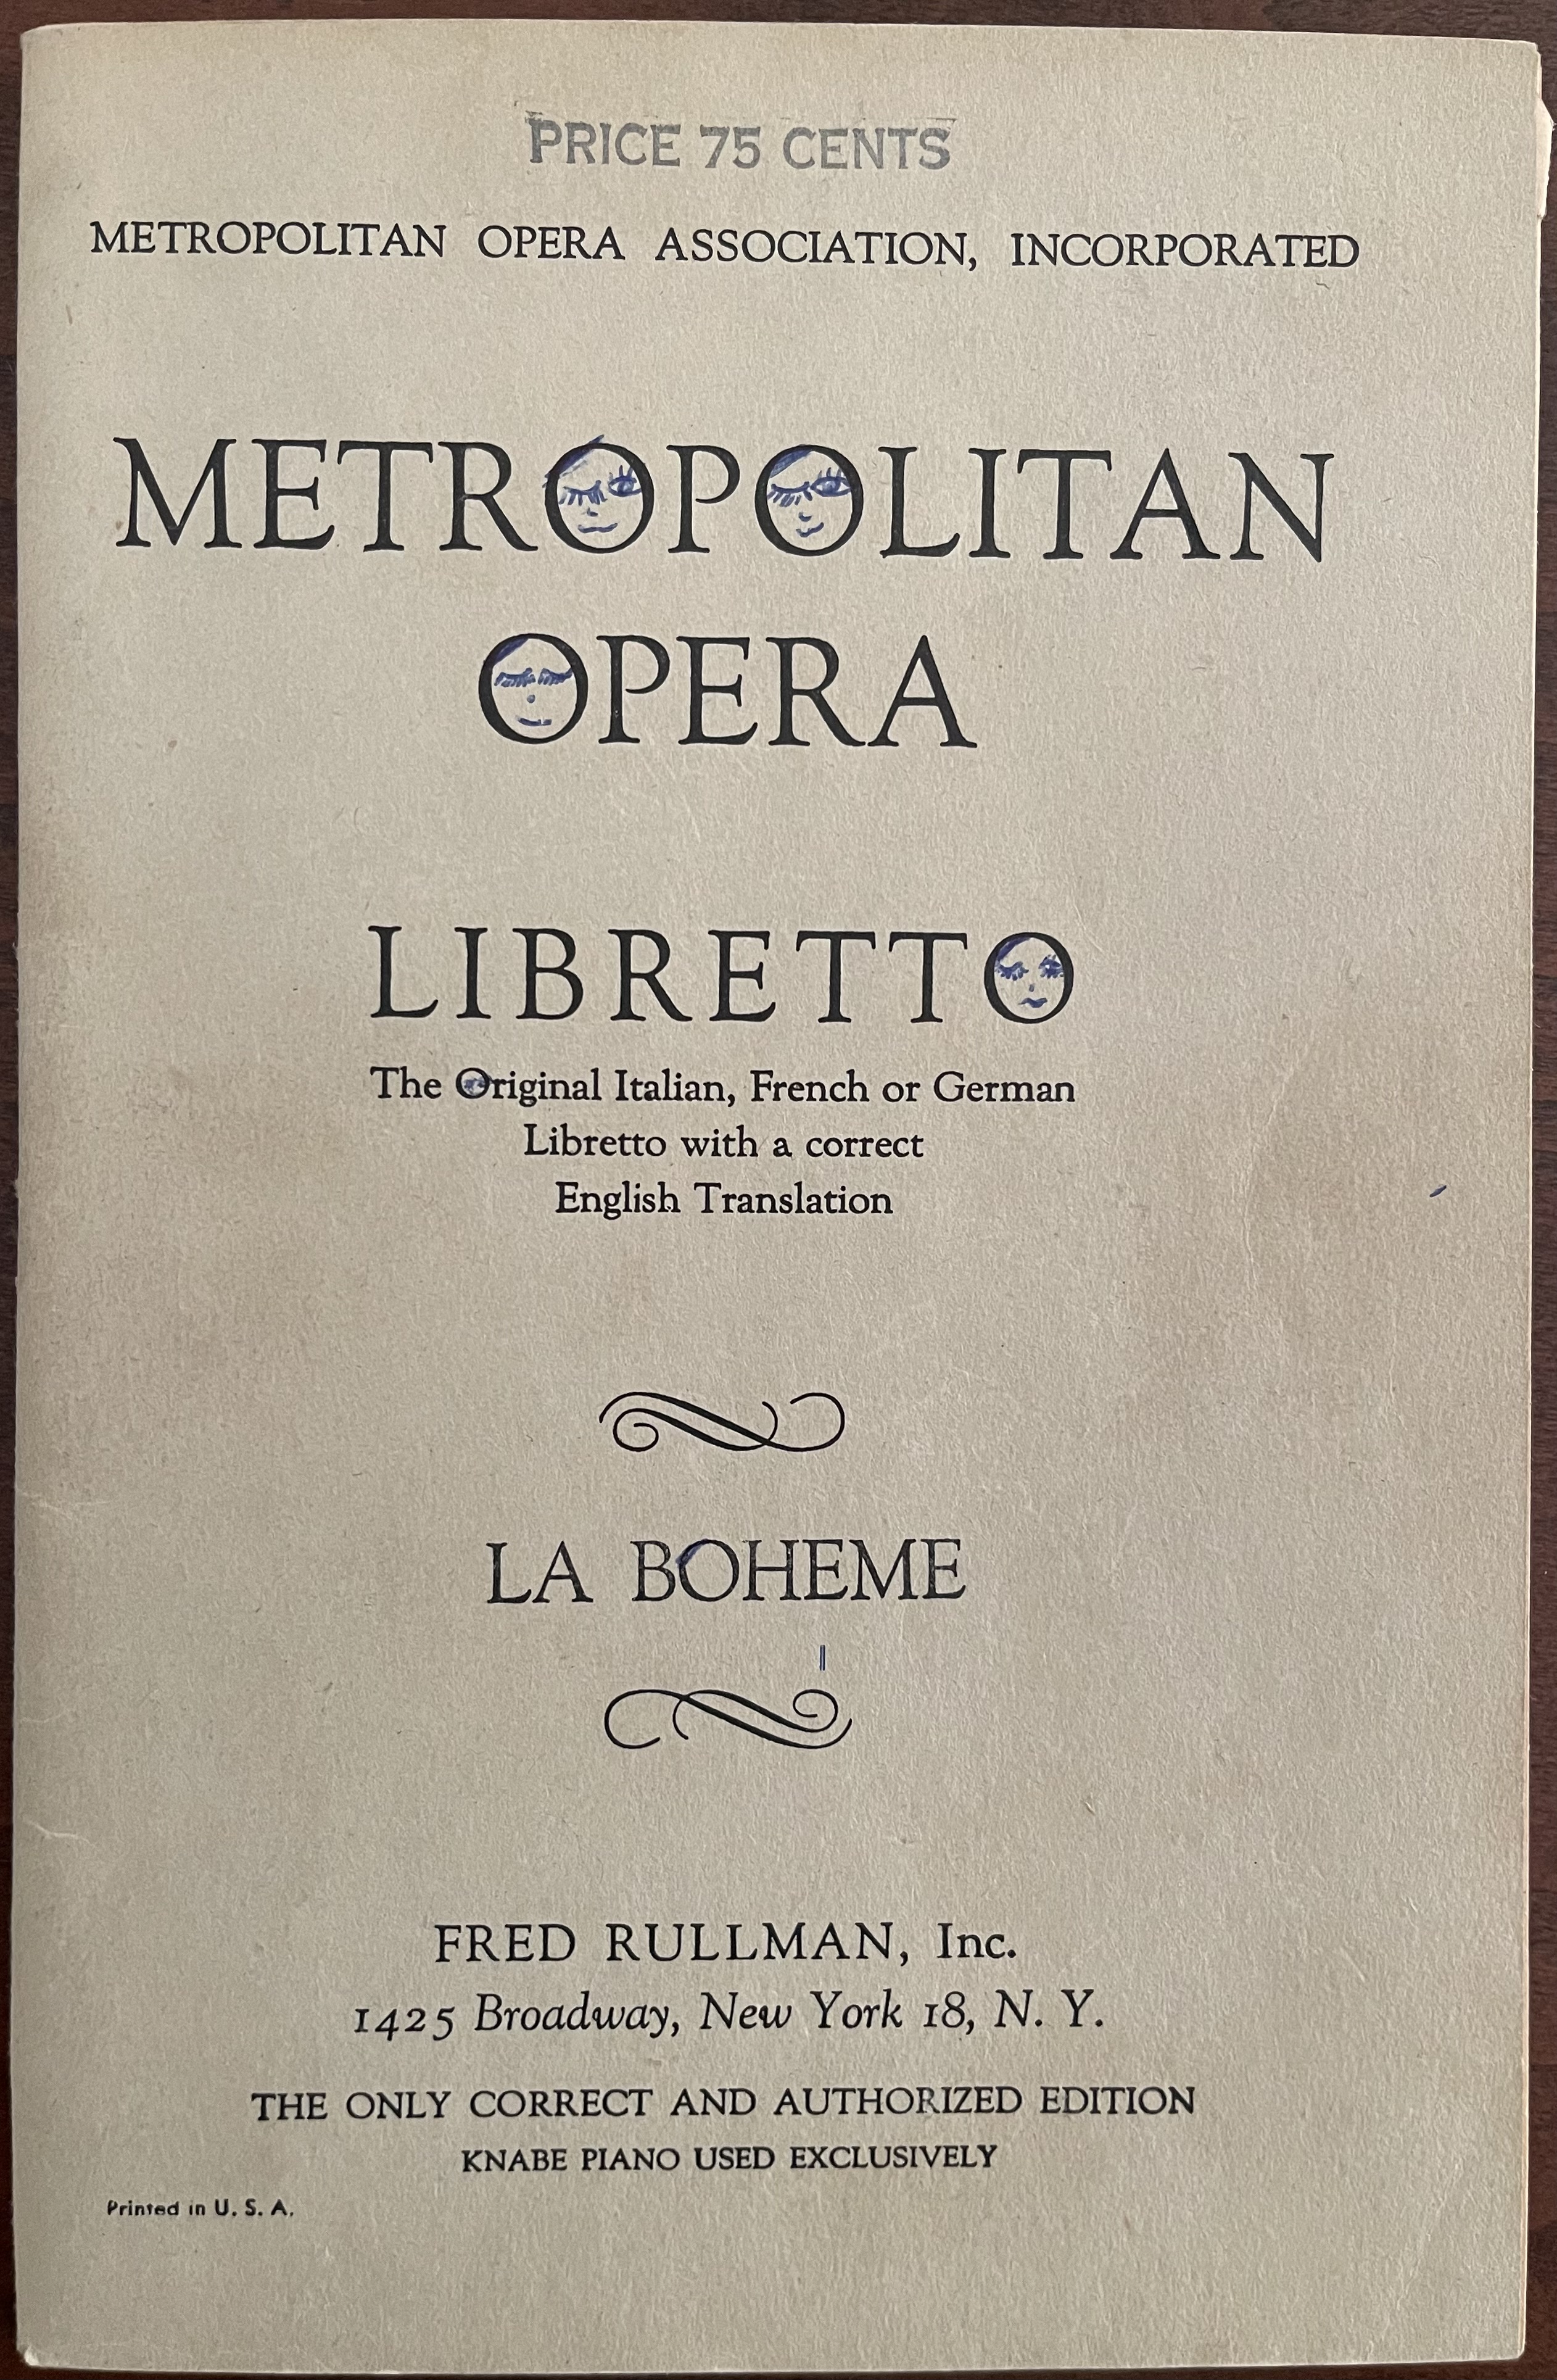 PRICE 75 CENTS
METROPOLITAN OPERA ASSOCIATION, INCORPORATED
METROPOLITAN
OPERA
LIBRETTO
The Original Italian, French or German
Libretto with a correct
English Translation
LA BOHEME
FRED RULLMAN, Inc.
1425 Broadway, New York 18, N. Y.
THE ONLY CORRECT AND AUTHORIZED EDITION
KNABE PIANO USED EXCLUSIVELY
Printed in U. S. A.